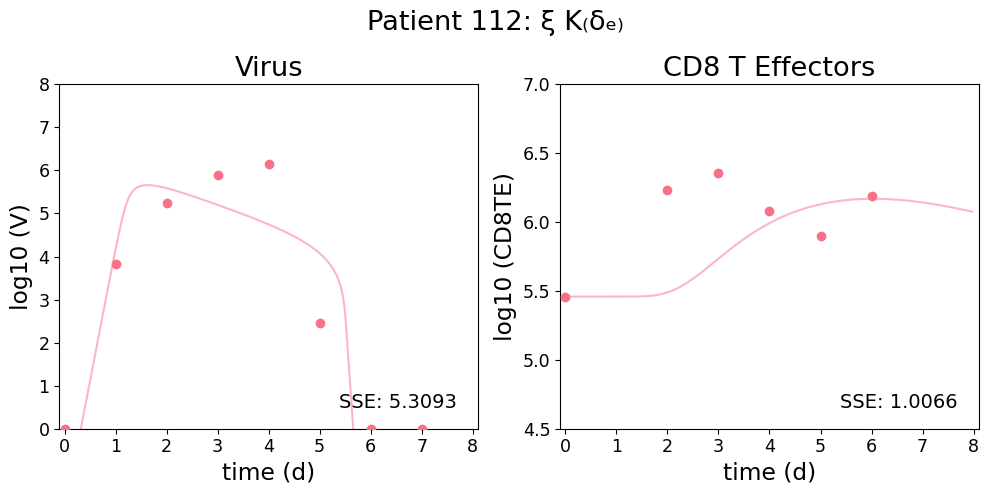 Patient 112: ξ K₍δₑ₎
Virus
CD8 T Effectors
log10 (V)
8
7
6
5
4
3
2
1
0
SSE: 5.3093
0 1 2 3 4 5 6 7 8
time (d)
log10 (CD8TE)
7.0
6.5
6.0
5.5
5.0
4.5
SSE: 1.0066
0 1 2 3 4 5 6 7 8
time (d)